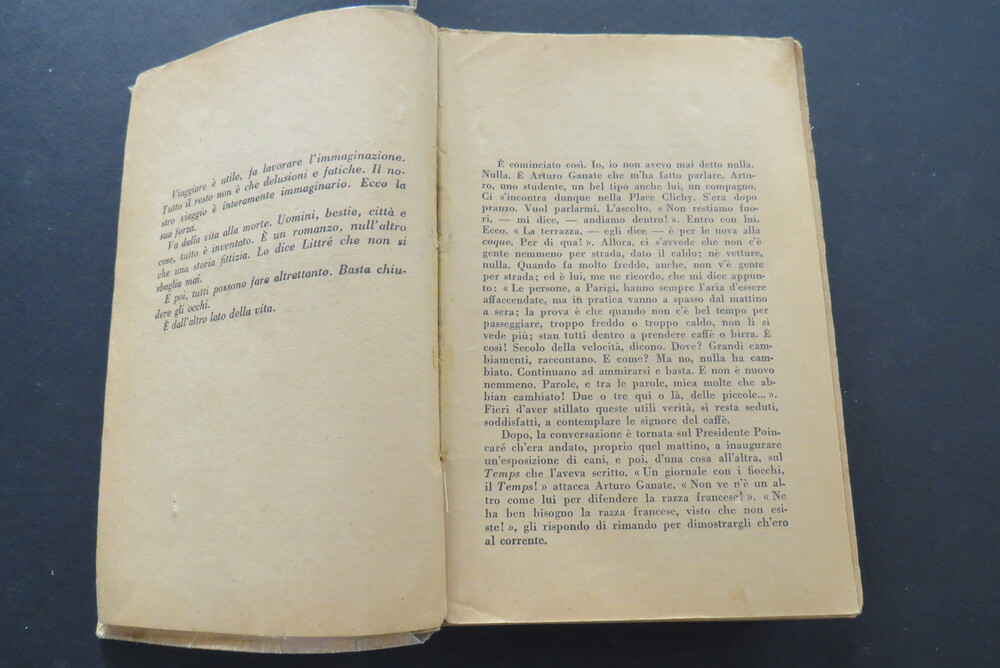 Viaggiare è utile, fa lavorare l'immaginazione.
Tutto il resto non è che delusioni e fatiche. Il no-
stro viaggio è interamente immaginario. Ecco la
sua forza.
Va dalla vita alla morte. Uomini, bestie, città e
cose, tutto è inventato. È un romanzo, null'altro
che una storia fittizia. Lo dice Littré che non si
sbaglia mai.
E poi, tutti possono fare altrettanto. Basta chiu-
dere gli occhi.
È dall'altro lato della vita.
È cominciato così. Io, io non avevo mai detto nulla.
Nulla. È Arturo Ganate che m'ha fatto parlare. Artu-
ro, uno studente, un bel tipo anche lui, un compagno.
Ci s'incontra dunque nella Place Clichy. S'era dopo
pranzo. Vuol parlarmi. L'ascolto. « Non restiamo fuo-
ri, — mi dice, — andiamo dentro! ». Entro con lui.
Ecco. « La terrazza, — egli dice — è per le uova alla
coque. Per di qua! ». Allora, ci s'avvede che non c'è
gente nemmeno per strada, dato il caldo; nè vetture,
nulla. Quando fa molto freddo, anche, non v'è gente
per strada; ed è lui, me ne ricordo, che mi dice appun-
to: « Le persone, a Parigi, hanno sempre l'aria d'essere
affaccendate, ma in pratica vanno a spasso dal mattino
a sera; la prova è che quando non c'è bel tempo per
passeggiare, troppo freddo o troppo caldo, non li si
vede più; stan tutti dentro a prendere caffè o birra. È
così! Secolo della velocità, dicono. Dove? Grandi cam-
biamenti, raccontano. E come? Ma no, nulla ha cam-
biato. Continuano ad ammirarsi e basta. E non è nuovo
nemmeno. Parole, e tra le parole, mica molte che ab-
bian cambiato! Due o tre qui o là, delle piccole... ».
Fieri d'aver stillato queste utili verità, si resta seduti,
soddisfatti, a contemplare le signore del caffè.
Dopo, la conversazione è tornata sul Presidente Poin-
caré ch'era andato, proprio quel mattino, a inaugurare
un'esposizione di cani, e poi, d'una cosa all'altra, sul
Temps che l'aveva scritto. « Un giornale con i fiocchi,
il Temps! » attacca Arturo Ganate. « Non ve n'è un al-
tro come lui per difendere la razza francese! ». « Ne
ha ben bisogno la razza francese, visto che non esi-
ste! », gli rispondo di rimando per dimostrargli ch'ero
al corrente.